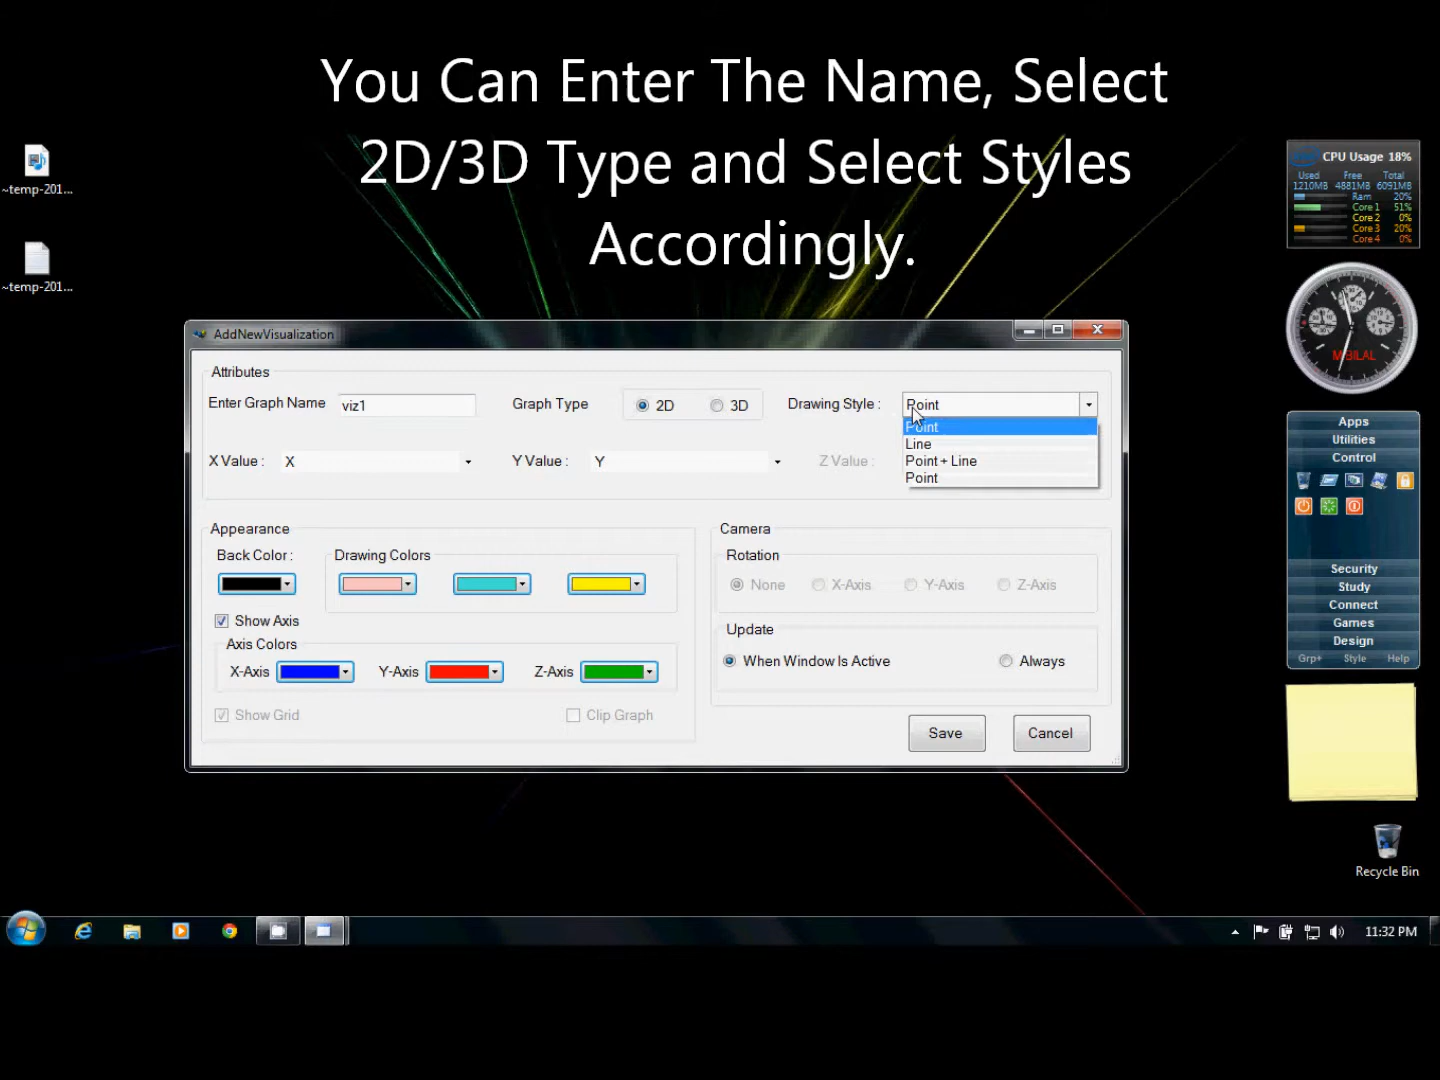 You Can Enter The Name, Select
2D/3D Type and Select Styles
Accordingly.
~temp-201...
~temp-201...
CPU Usage 18%
Used Free Total
1210MB 4881MB 6091MB
Ram 20%
Core 1 51%
Core 2 0%
Core 3 20%
Core 4 0%
M BILAL
AddNewVisualization
Attributes
Enter Graph Name viz1 Graph Type 2D 3D Drawing Style : Point
Point
Line
Point + Line
Point
X Value : X Y Value : Y Z Value :
Appearance
Back Color : Drawing Colors
Show Axis
Axis Colors
X-Axis Y-Axis Z-Axis
Show Grid Clip Graph
Camera
Rotation
None X-Axis Y-Axis Z-Axis
Update
When Window Is Active Always
Save Cancel
Apps
Utilities
Control
Security
Study
Connect
Games
Design
Grp+ Style Help
Recycle Bin
11:32 PM